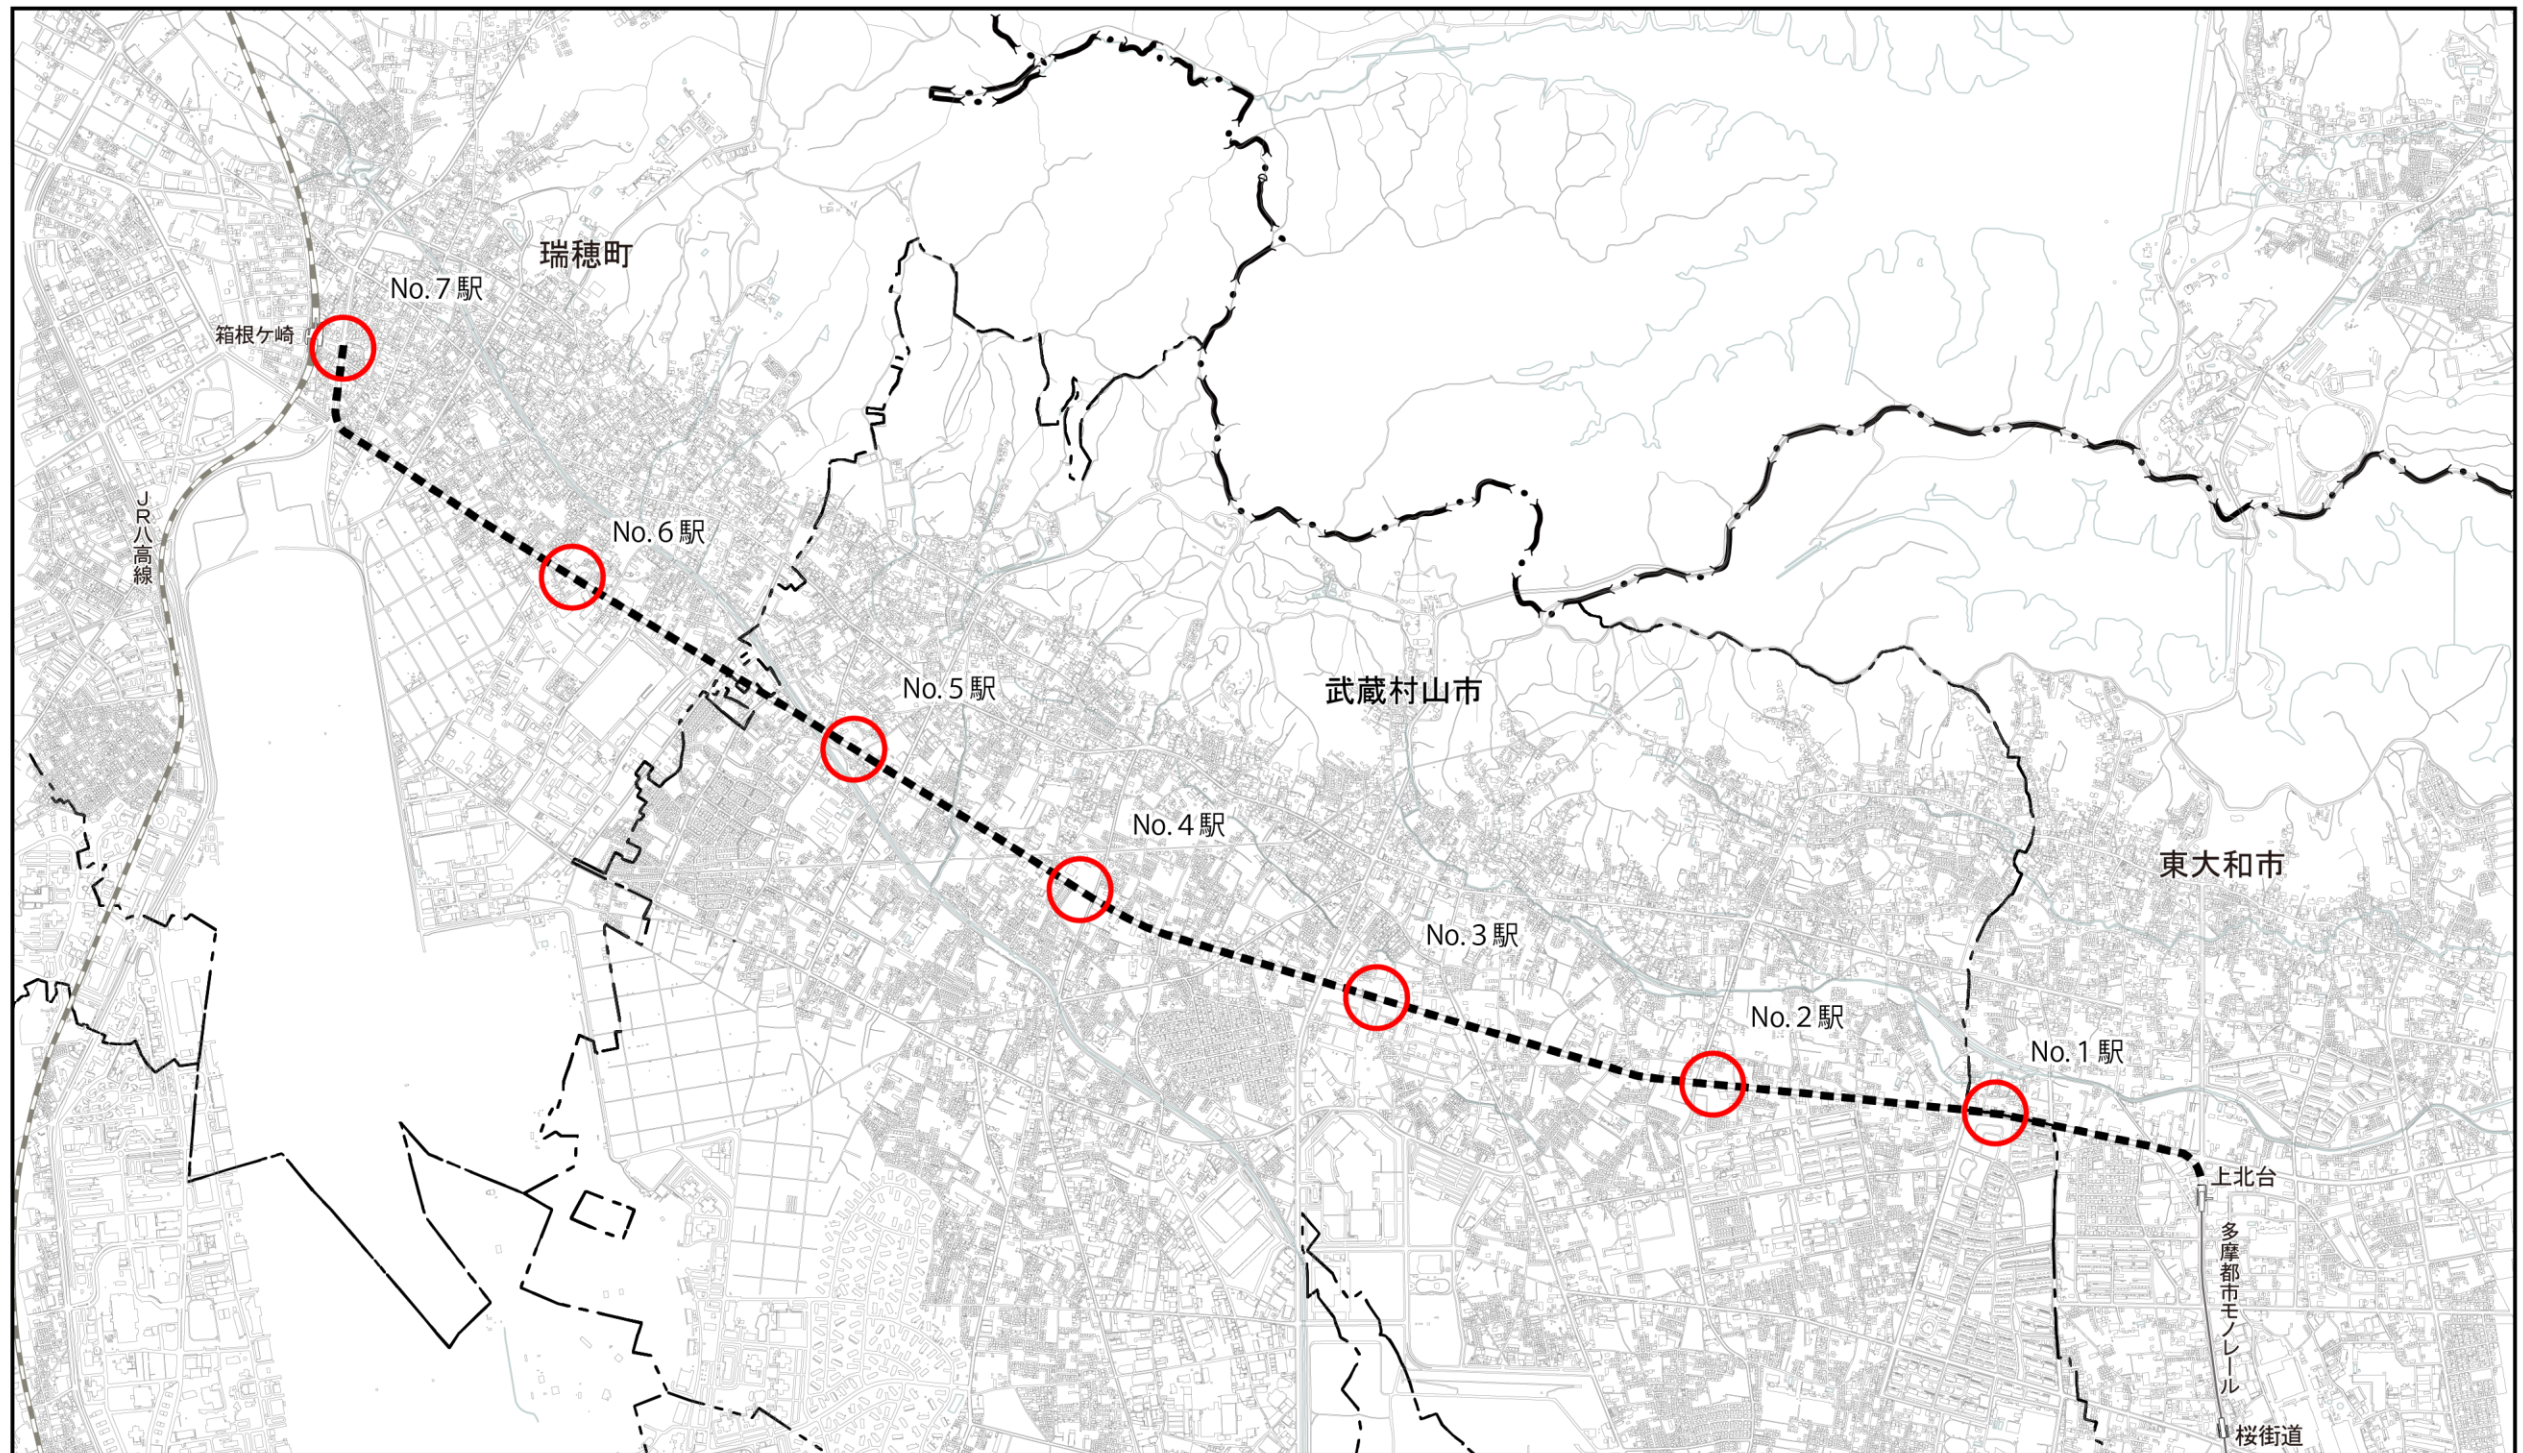 瑞穂町
No.7駅
箱根ケ崎
JR八高線
No.6駅
No.5駅
武蔵村山市
No.4駅
東大和市
No.3駅
No.2駅
No.1駅
上北台
多摩都市モノレール
桜街道